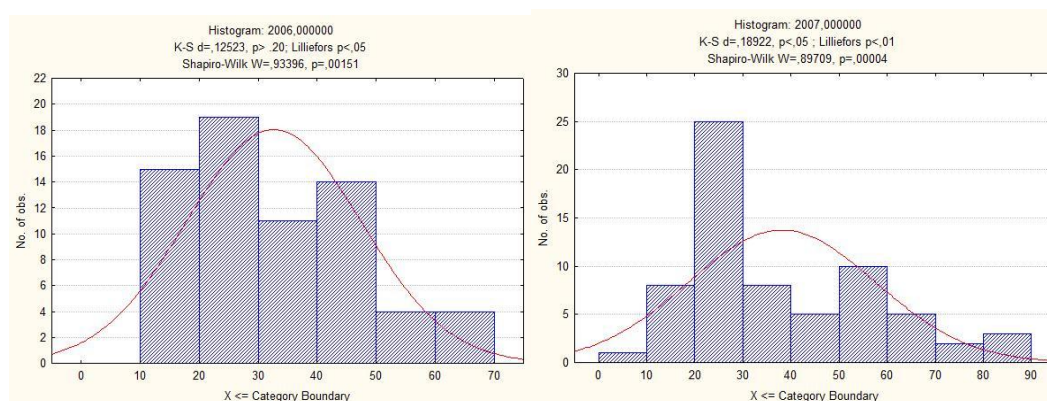 Histogram: 2006,000000
K-S d=,12523, p> .20; Lilliefors p<,05
Shapiro-Wilk W=,93396, p=,00151
22
20
18
16
14
12
10
8
6
4
2
0
No. of obs.
0 10 20 30 40 50 60 70
X <= Category Boundary
Histogram: 2007,000000
K-S d=,18922, p<,05 ; Lilliefors p<,01
Shapiro-Wilk W=,89709, p=,00004
30
25
20
15
10
5
0
No. of obs.
0 10 20 30 40 50 60 70 80 90
X <= Category Boundary